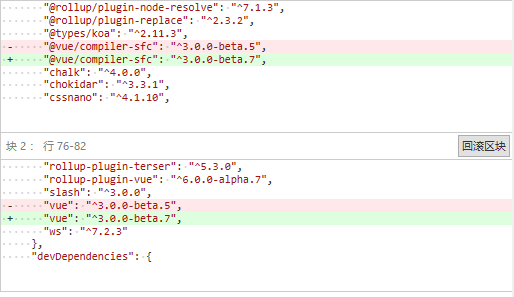 "@rollup/plugin-node-resolve": "^7.1.3",
"@rollup/plugin-replace": "^2.3.2",
"@types/koa": "^2.11.3",
- "@vue/compiler-sfc": "^3.0.0-beta.5",
+ "@vue/compiler-sfc": "^3.0.0-beta.7",
"chalk": "^4.0.0",
"chokidar": "^3.3.1",
"cssnano": "^4.1.10",
块 2： 行 76-82 回滚区块
"rollup-plugin-terser": "^5.3.0",
"rollup-plugin-vue": "^6.0.0-alpha.7",
"slash": "^3.0.0",
- "vue": "^3.0.0-beta.5",
+ "vue": "^3.0.0-beta.7",
"ws": "^7.2.3"
},
"devDependencies": {